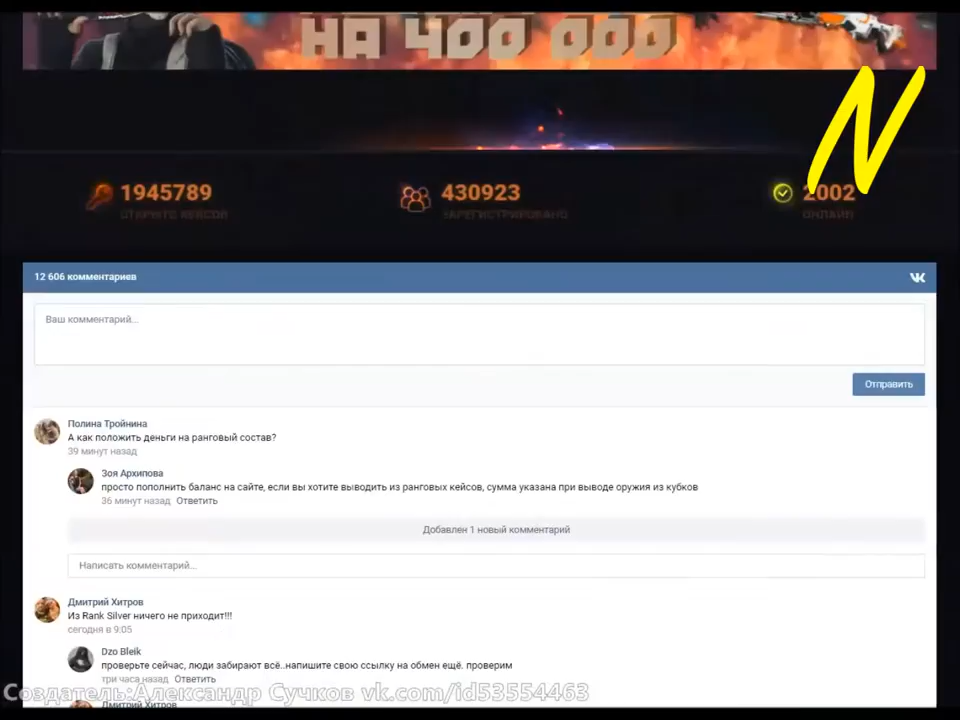 НА 400 000
N
1945789
430923
2002
ОТКРЫТО КЕЙСОВ
ЗАРЕГИСТРИРОВАНО
ОНЛАЙН
12 606 комментариев
Ваш комментарий...
Отправить
Полина Тройнина
А как положить деньги на ранговый состав?
39 минут назад
Зоя Архипова
просто пополнить баланс на сайте, если вы хотите выводить из ранговых кейсов, сумма указана при выводе оружия из кубков
36 минут назад Ответить
Добавлен 1 новый комментарий
Написать комментарий...
Дмитрий Хитров
Из Rank Silver ничего не приходит!!!
сегодня в 9:05
Dzo Bleik
проверьте сейчас, люди забирают всё..напишите свою ссылку на обмен ещё. проверим
три часа назад Ответить
Создатель:Александр Сучков vk.com/id53554463
Дмитрий Хитров